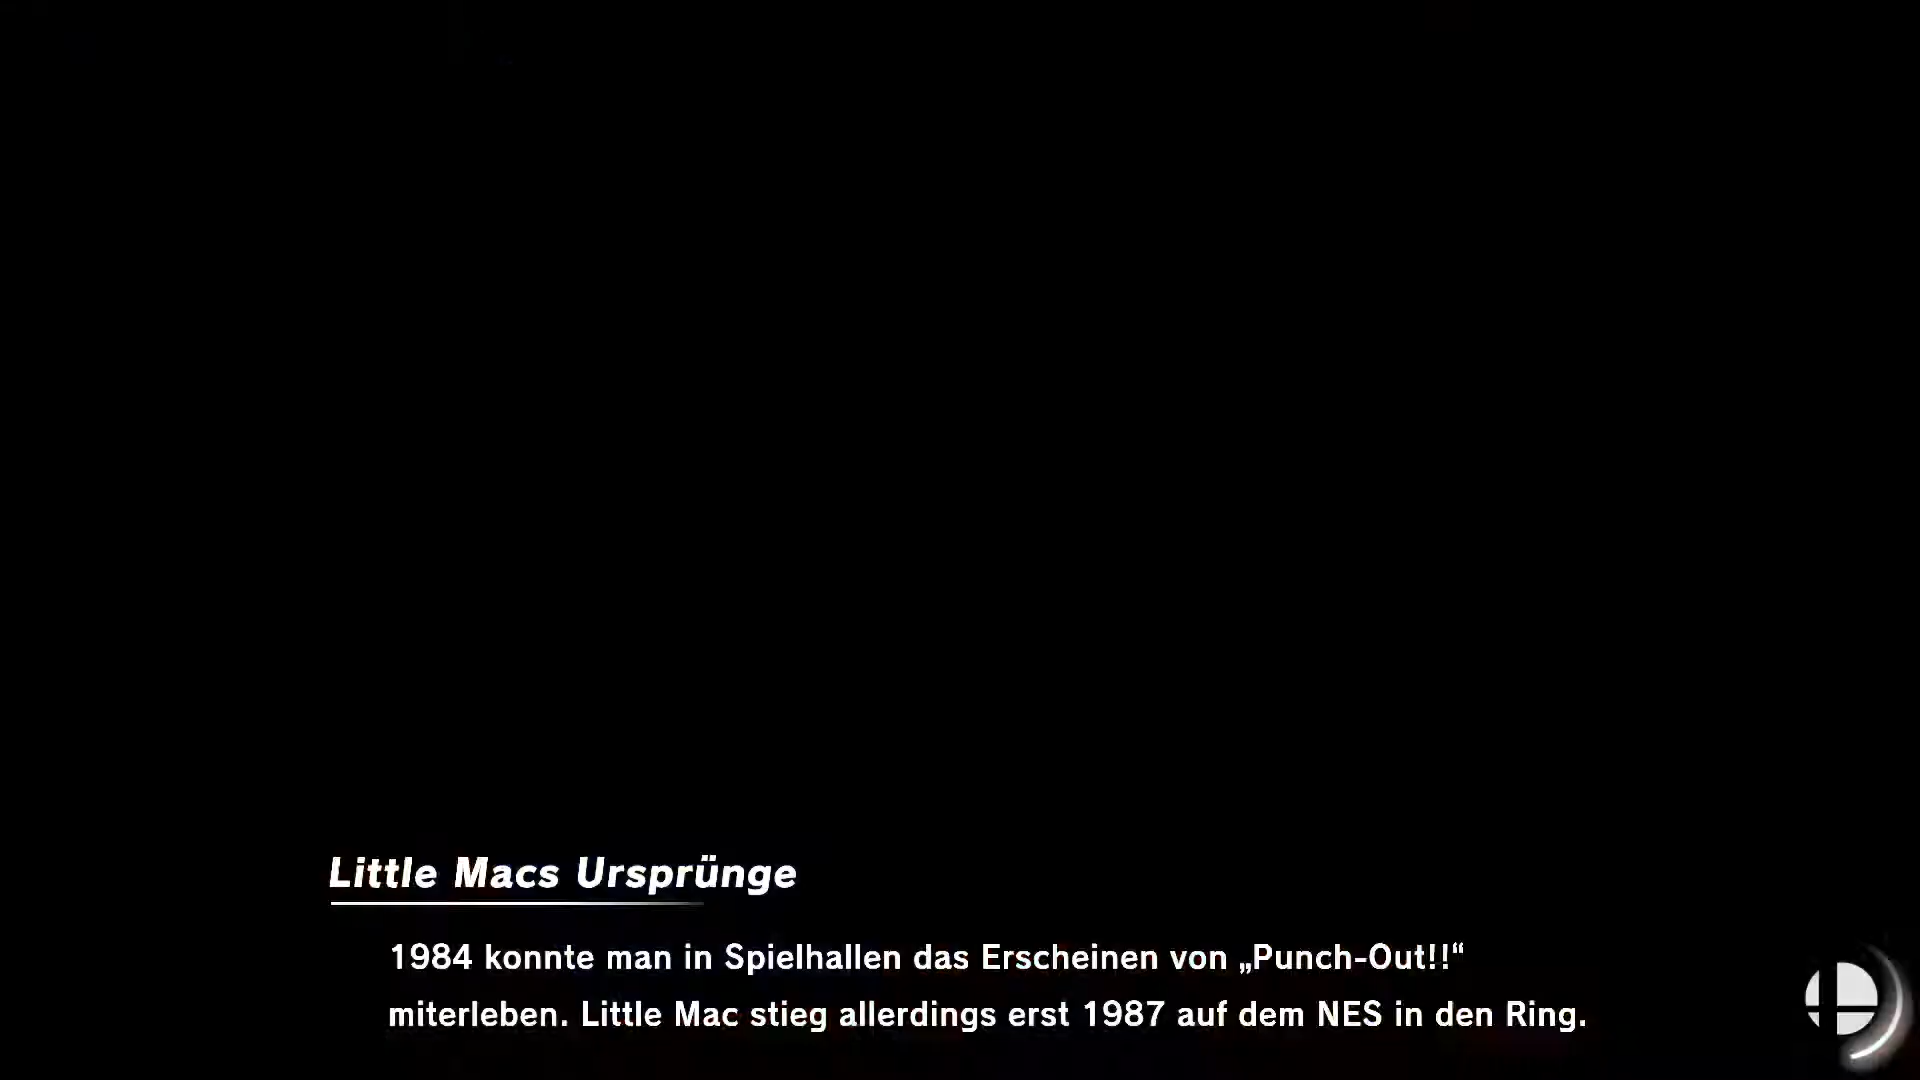 Little Macs Ursprünge
1984 konnte man in Spielhallen das Erscheinen von „Punch-Out!!“
miterleben. Little Mac stieg allerdings erst 1987 auf dem NES in den Ring.